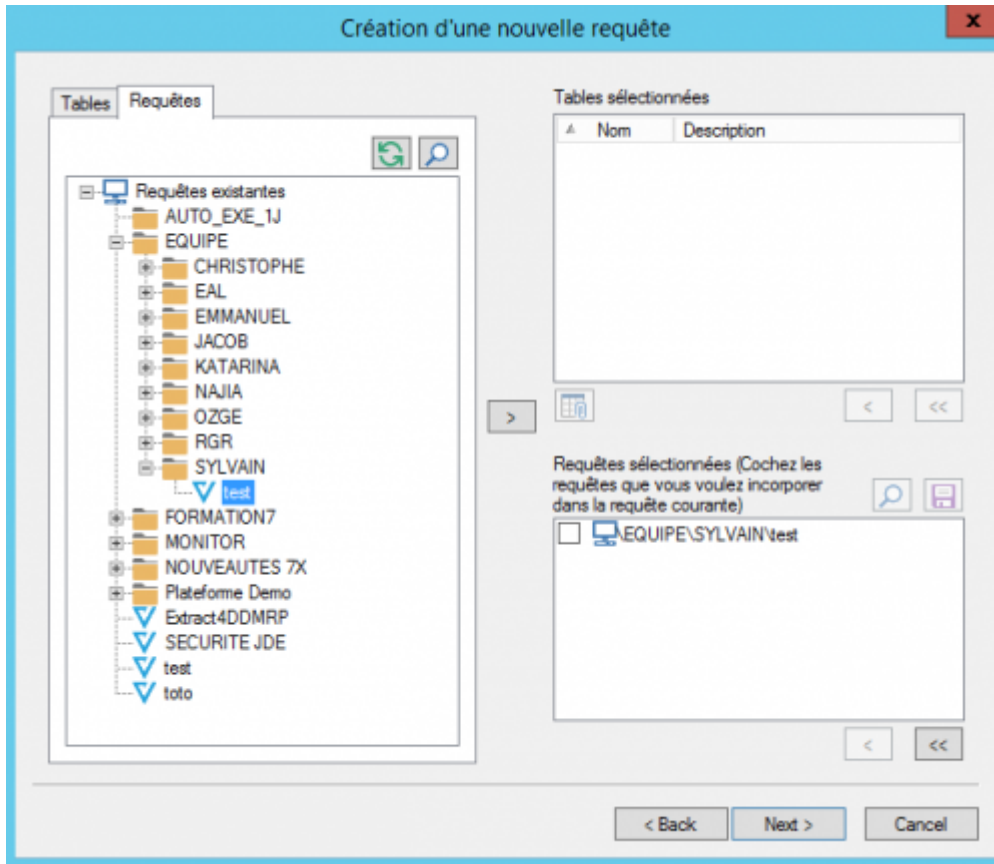 Création d'une nouvelle requête
x
Tables
Requêtes
Requêtes existantes
AUTO_EXE_1J
EQUIPE
CHRISTOPHE
EAL
EMMANUEL
JACOB
KATARINA
NAJIA
OZGE
RGR
SYLVAIN
test
FORMATION7
MONITOR
NOUVEAUTES 7X
Plateforme Demo
Extract4DDMRP
SECURITE JDE
test
toto
>
Tables sélectionnées
Nom Description
< <<
Requêtes sélectionnées (Cochez les
requêtes que vous voulez incorporer
dans la requête courante)
\EQUIPE\SYLVAIN\test
< <<
< Back Next > Cancel